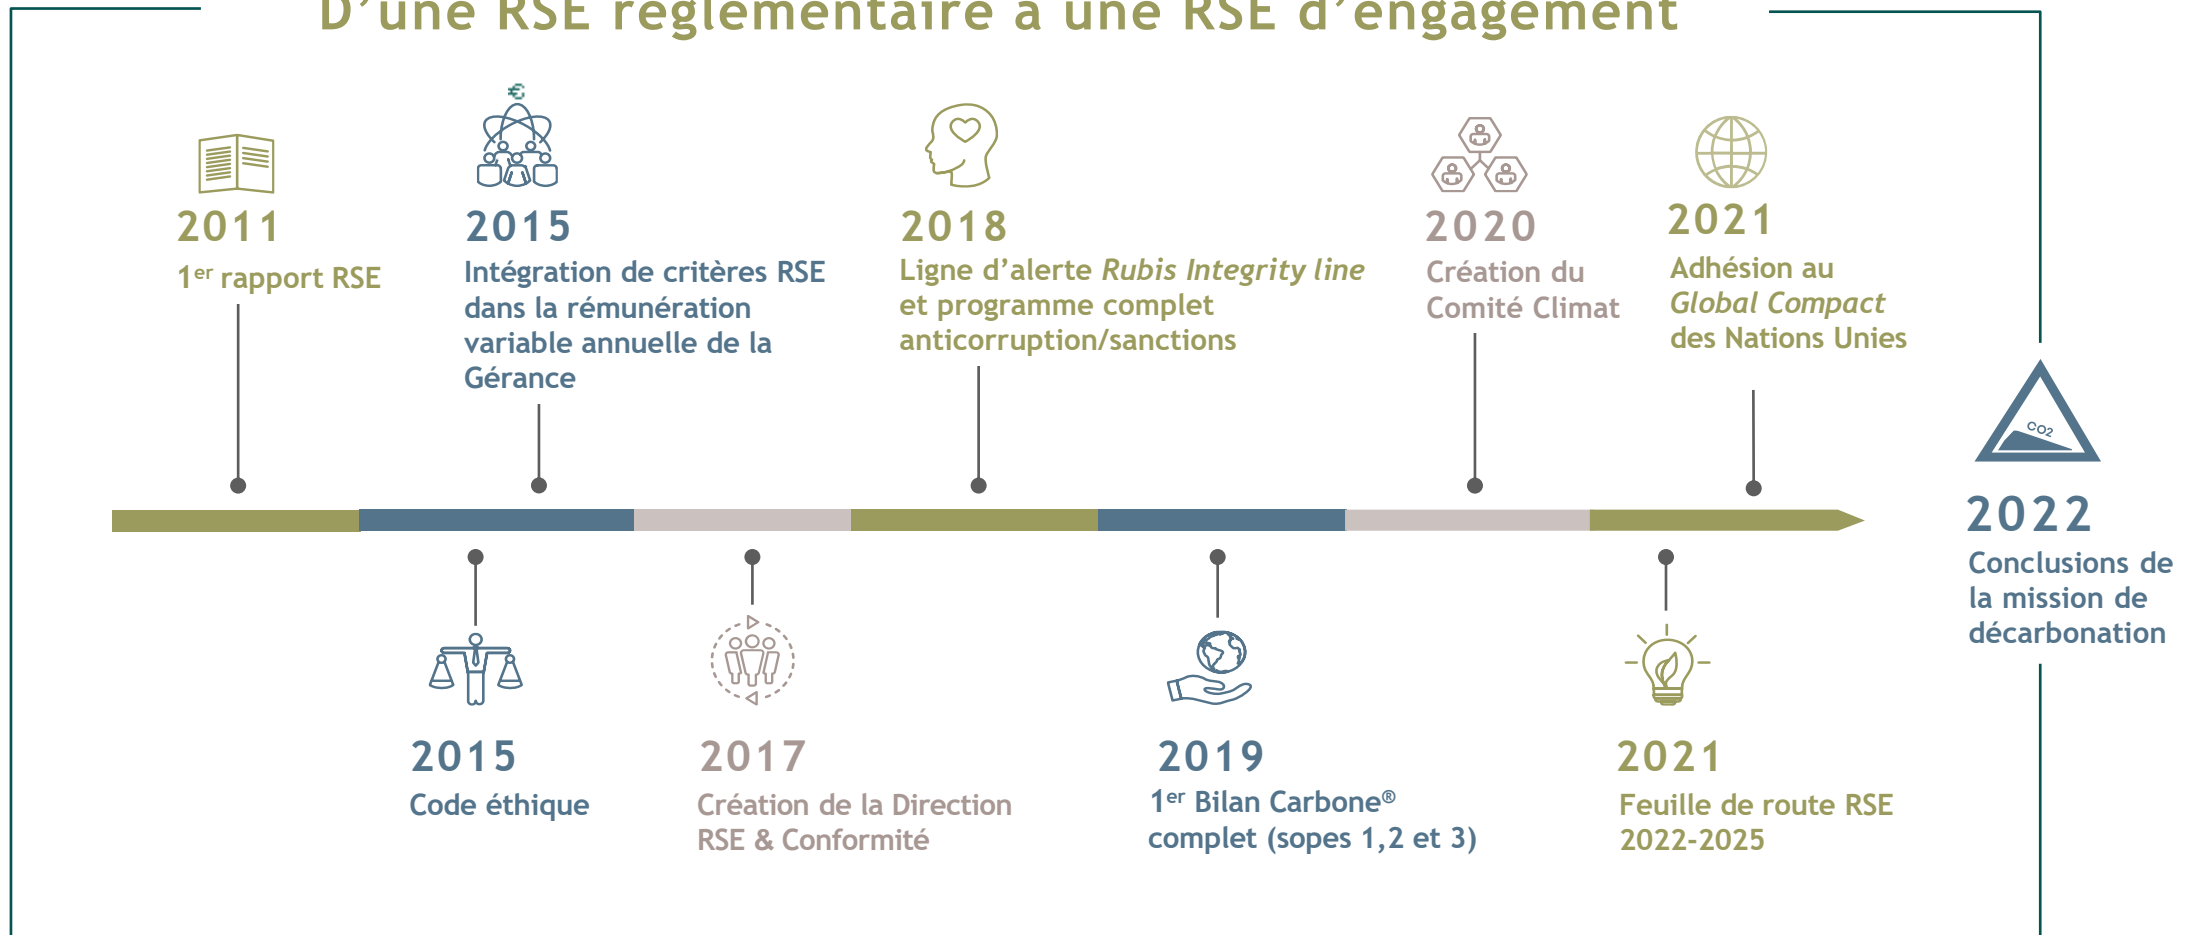 D'une RSE réglementaire à une RSE d'engagement
€
2011
1er rapport RSE
2015
Intégration de critères RSE
dans la rémunération
variable annuelle de la
Gérance
2018
Ligne d'alerte Rubis Integrity line
et programme complet
anticorruption/sanctions
2020
Création du
Comité Climat
2021
Adhésion au
Global Compact
des Nations Unies
CO2
2022
Conclusions de
la mission de
décarbonation
2015
Code éthique
2017
Création de la Direction
RSE & Conformité
2019
1er Bilan Carbone®
complet (sopes 1,2 et 3)
2021
Feuille de route RSE
2022-2025